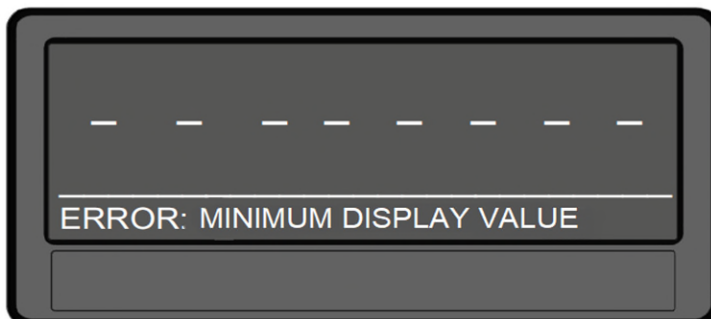 – – – – – – – –
ERROR: MINIMUM DISPLAY VALUE